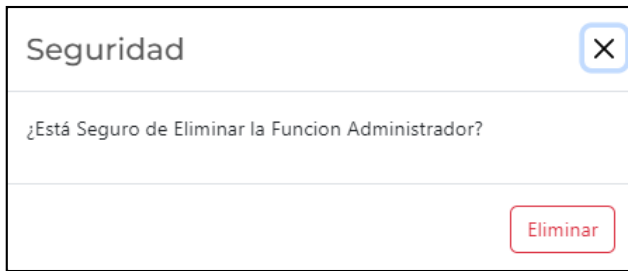 Seguridad
¿Está Seguro de Eliminar la Funcion Administrador?
Eliminar